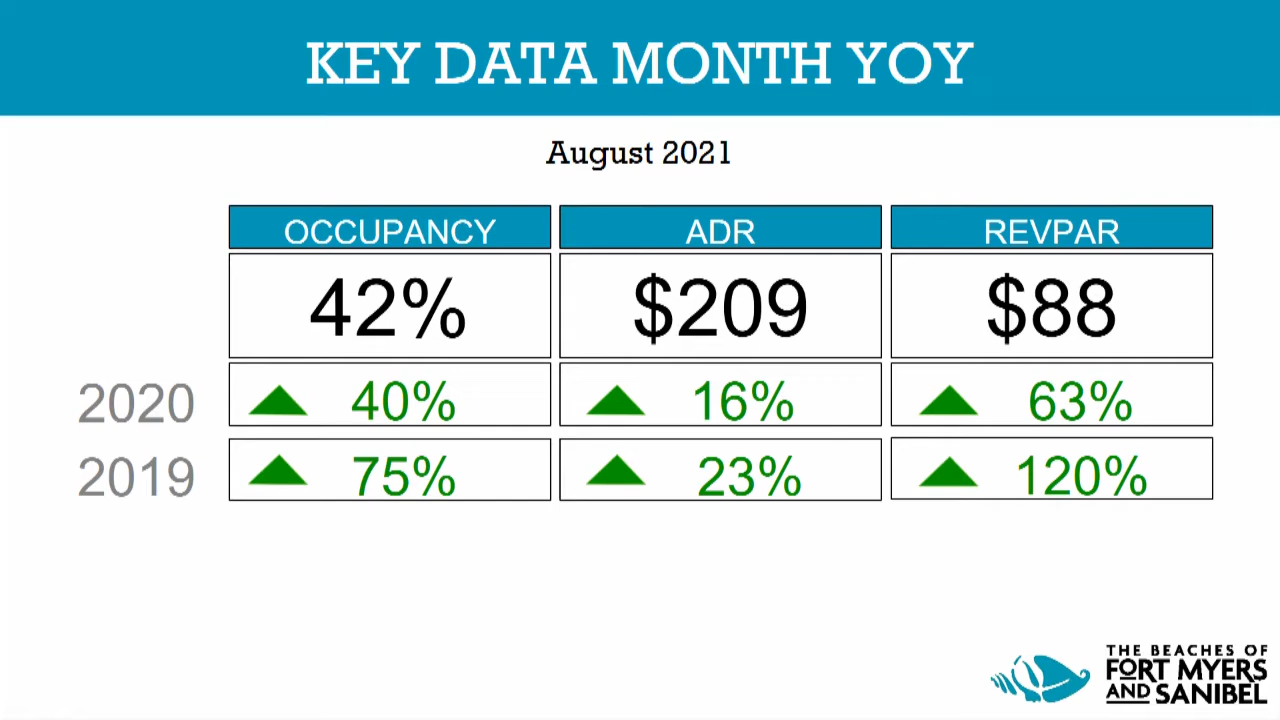 KEY DATA MONTH YOY
August 2021
OCCUPANCY ADR REVPAR
42% $209 $88
2020 40% 16% 63%
2019 75% 23% 120%
THE BEACHES OF
FORT MYERS
AND SANIBEL